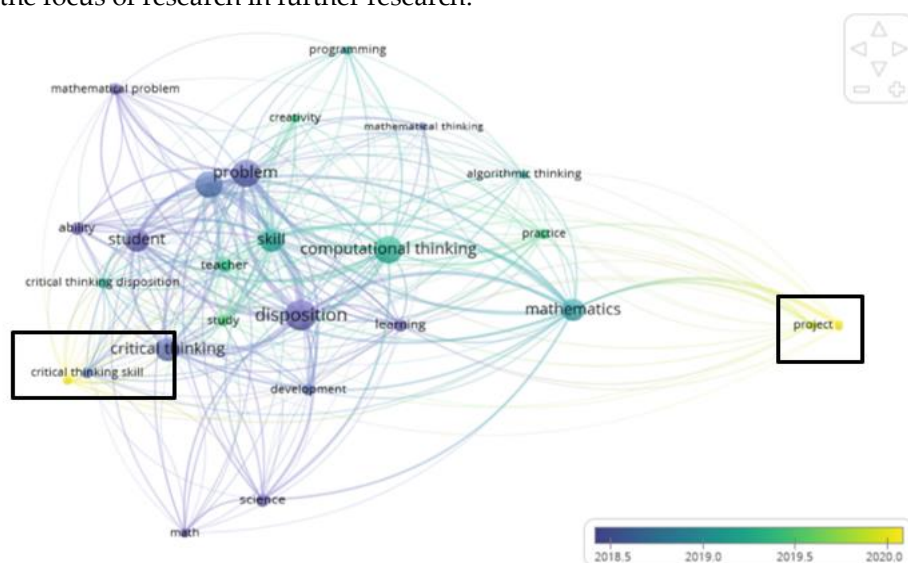 the focus of research in further research.
programming
mathematical problem
creativity
mathematical thinking
problem
algorithmic thinking
ability
student
skill
computational thinking
practice
teacher
critical thinking disposition
disposition
mathematics
study
learning
project
critical thinking
critical thinking skill
development
science
math
2018.5 2019.0 2019.5 2020.0